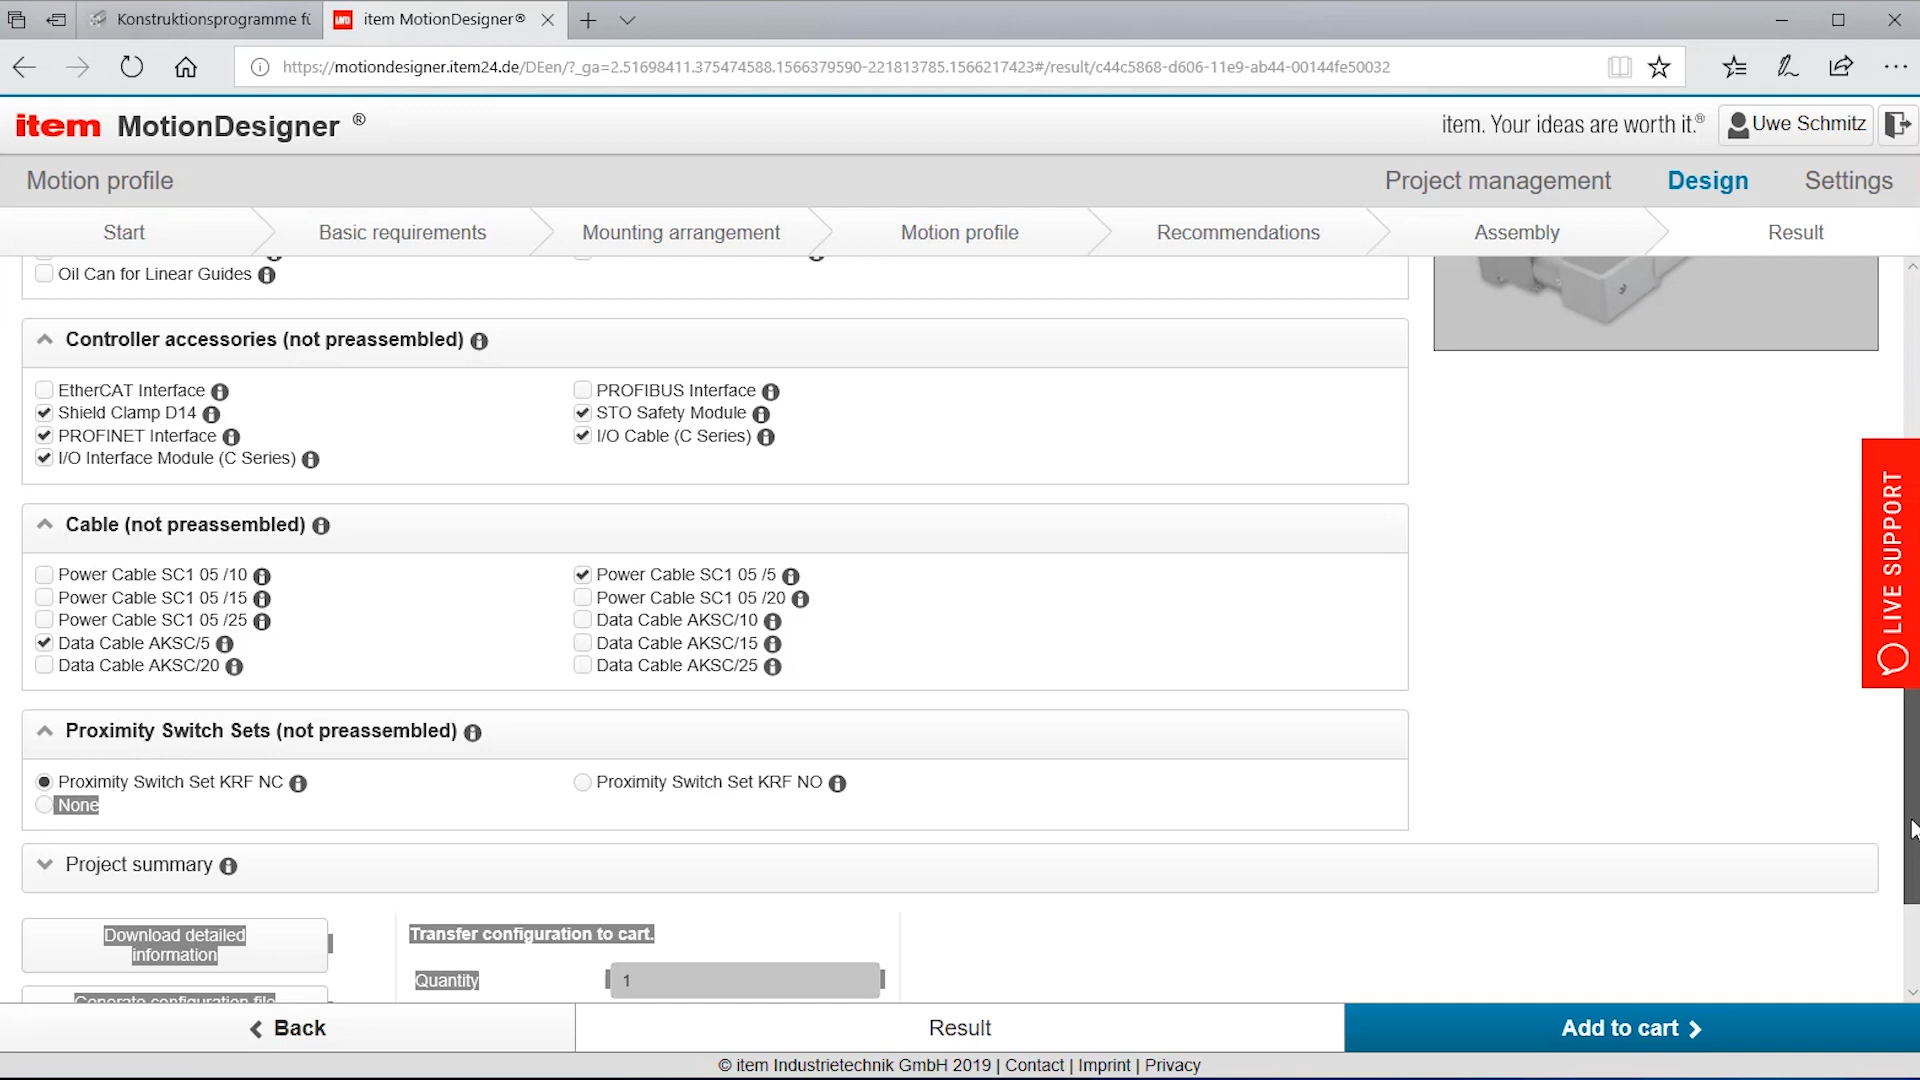 Konstruktionsprogramme fü
item MotionDesigner®
https://motiondesigner.item24.de/DEen/?_ga=2.51698411.375474588.1566379590-221813785.1566217423#/result/c44c5868-d606-11e9-ab44-00144fe50032
item MotionDesigner ®
item. Your ideas are worth it.®
Uwe Schmitz
Motion profile
Project management
Design
Settings
Start
Basic requirements
Mounting arrangement
Motion profile
Recommendations
Assembly
Result
Oil Can for Linear Guides
Controller accessories (not preassembled)
EtherCAT Interface
PROFIBUS Interface
Shield Clamp D14
STO Safety Module
PROFINET Interface
I/O Cable (C Series)
I/O Interface Module (C Series)
Cable (not preassembled)
Power Cable SC1 05 /10
Power Cable SC1 05 /5
Power Cable SC1 05 /15
Power Cable SC1 05 /20
Power Cable SC1 05 /25
Data Cable AKSC/10
Data Cable AKSC/5
Data Cable AKSC/15
Data Cable AKSC/20
Data Cable AKSC/25
Proximity Switch Sets (not preassembled)
Proximity Switch Set KRF NC
Proximity Switch Set KRF NO
None
Project summary
Download detailed
information
Transfer configuration to cart.
Quantity
1
Generate configuration file
LIVE SUPPORT
Back
Result
Add to cart
© item Industrietechnik GmbH 2019 | Contact | Imprint | Privacy